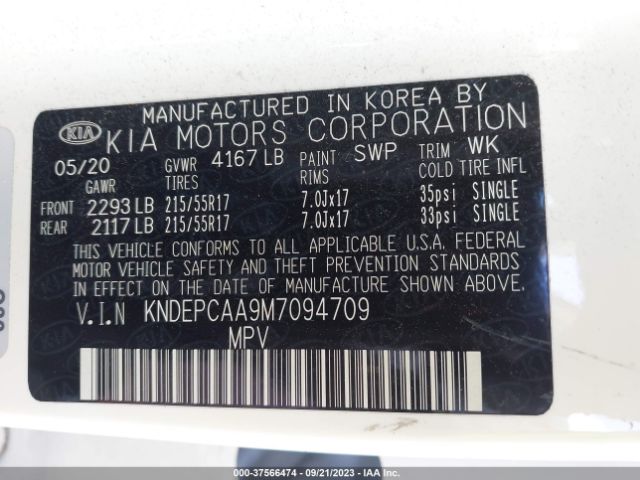 MANUFACTURED IN KOREA BY
KIA KIA MOTORS CORPORATION
05/20 GVWR 4167 LB PAINT SWP TRIM WK
GAWR TIRES RIMS COLD TIRE INFL
FRONT 2293 LB 215/55R17 7.0Jx17 35psi SINGLE
REAR 2117 LB 215/55R17 7.0Jx17 33psi SINGLE
THIS VEHICLE CONFORMS TO ALL APPLICABLE U.S.A. FEDERAL
MOTOR VEHICLE SAFETY AND THEFT PREVENTION STANDARDS
IN EFFECT ON THE DATE OF MANUFACTURE SHOWN ABOVE.
V.I.N KNDEPCAA9M7094709
MPV
000-37566474 - 09/21/2023 - IAA Inc.